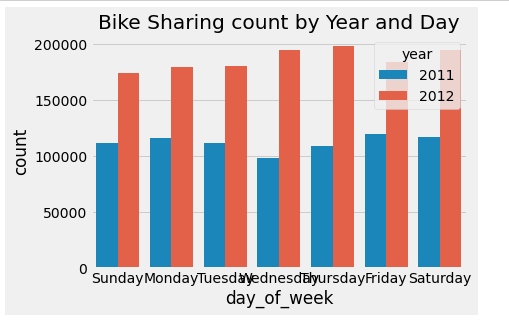 Bike Sharing count by Year and Day
200000
150000
100000
50000
0
count
year
2011
2012
Sunday Monday Tuesday Wednesday Thursday Friday Saturday
day_of_week